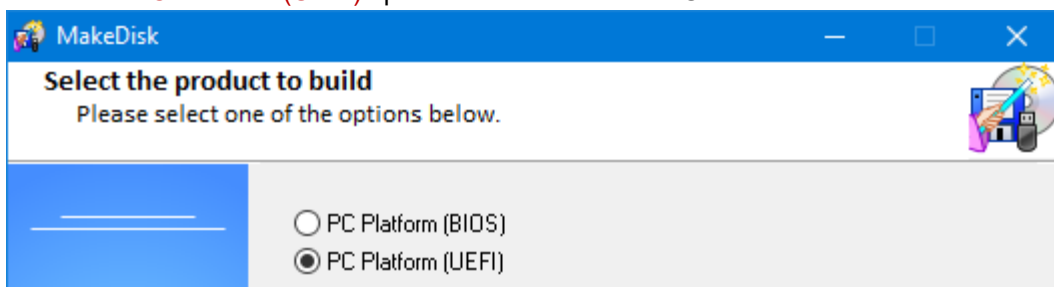 MakeDisk
Select the product to build
Please select one of the options below.
PC Platform (BIOS)
PC Platform (UEFI)